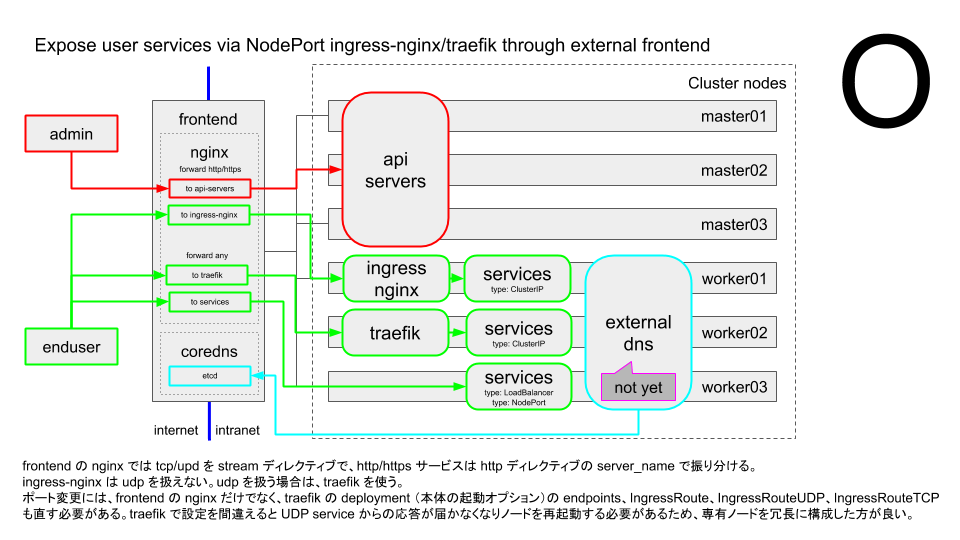 Expose user services via NodePort ingress-nginx/traefik through external frontend
O
Cluster nodes
frontend
master01
admin
nginx
forward http/https
api
servers
master02
to api-servers
to ingress-nginx
master03
forward any
to traefik
ingress
nginx
services
type: ClusterIP
worker01
to services
external
dns
traefik
services
type: ClusterIP
worker02
enduser
coredns
etcd
services
type: LoadBalancer
type: NodePort
not yet
worker03
internet
intranet
frontend の nginx では tcp/upd を stream ディレクティブで、http/https サービスは http ディレクティブの server_name で振り分ける。
ingress-nginx は udp を扱えない。udp を扱う場合は、traefik を使う。
ポート変更には、frontend の nginx だけでなく、traefik の deployment （本体の起動オプション）の endpoints、IngressRoute、IngressRouteUDP、IngressRouteTCP
も直す必要がある。traefik で設定を間違えると UDP service からの応答が届かなくなりノードを再起動する必要があるため、専有ノードを冗長に構成した方が良い。